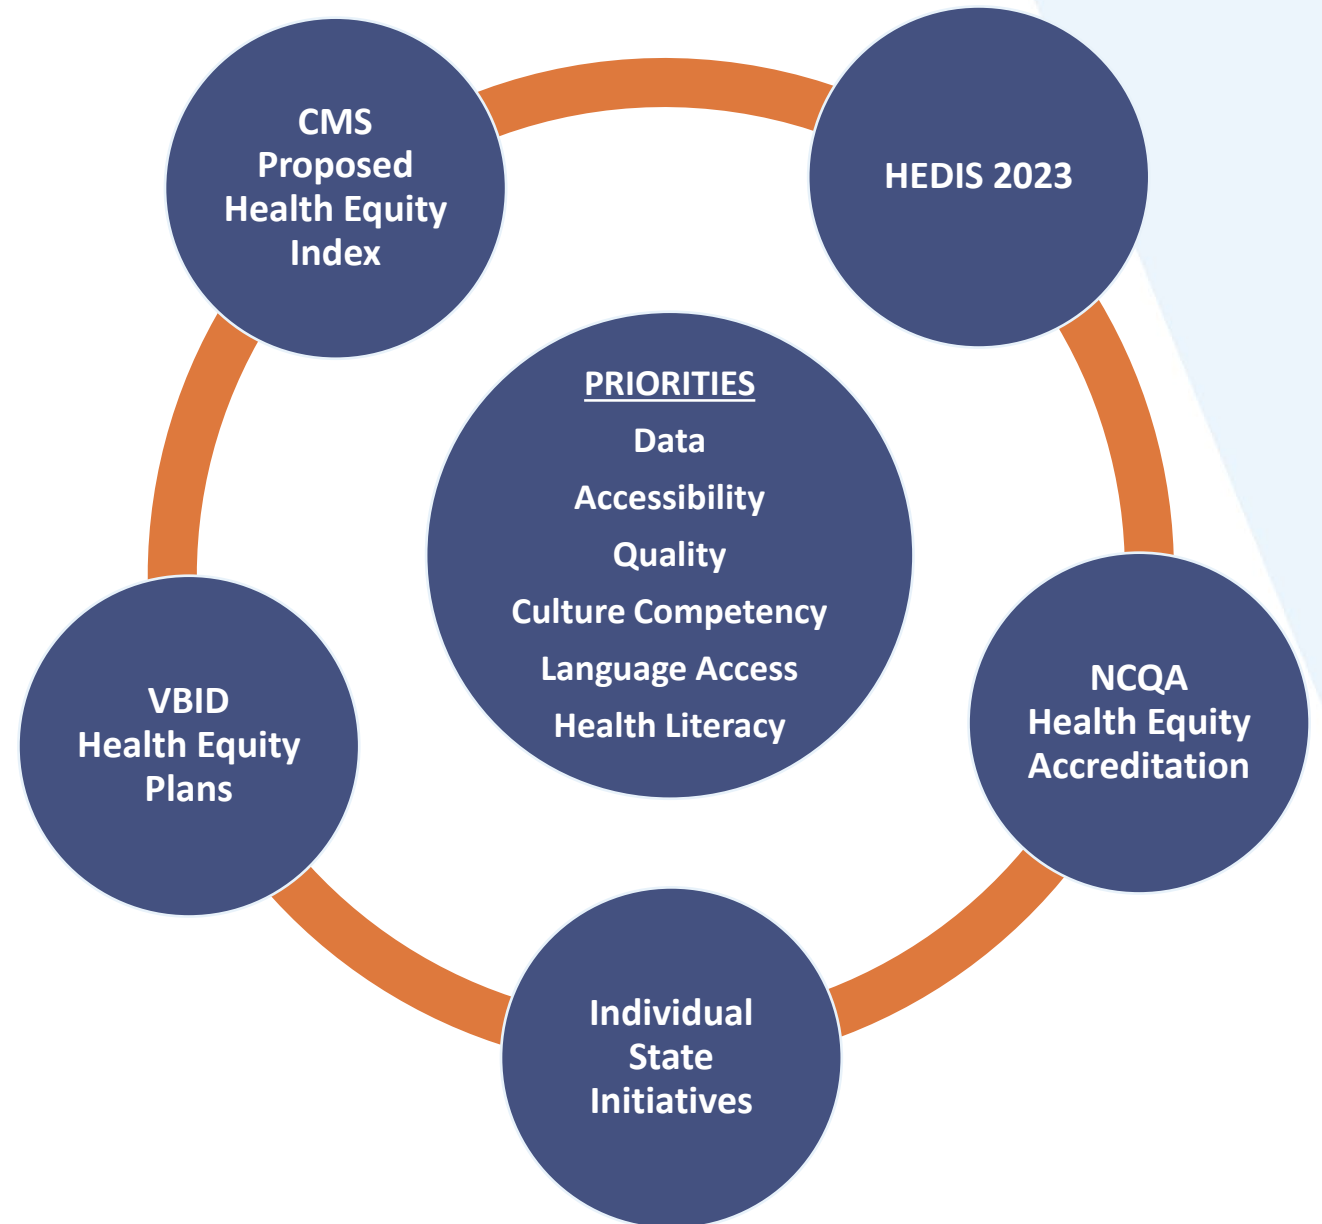 CMS
Proposed
Health Equity
Index
HEDIS 2023
PRIORITIES
Data
Accessibility
Quality
Culture Competency
Language Access
Health Literacy
NCQA
Health Equity
Accreditation
VBID
Health Equity
Plans
Individual
State
Initiatives